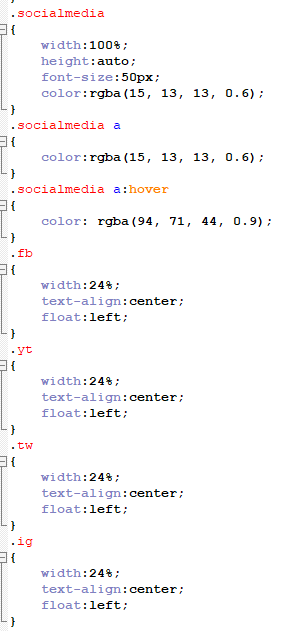 .socialmedia
{
width:100%;
height:auto;
font-size:50px;
color:rgba(15, 13, 13, 0.6);
}
.socialmedia a
{
color:rgba(15, 13, 13, 0.6);
}
.socialmedia a:hover
{
color: rgba(94, 71, 44, 0.9);
}
.fb
{
width:24%;
text-align:center;
float:left;
}
.yt
{
width:24%;
text-align:center;
float:left;
}
.tw
{
width:24%;
text-align:center;
float:left;
}
.ig
{
width:24%;
text-align:center;
float:left;
}